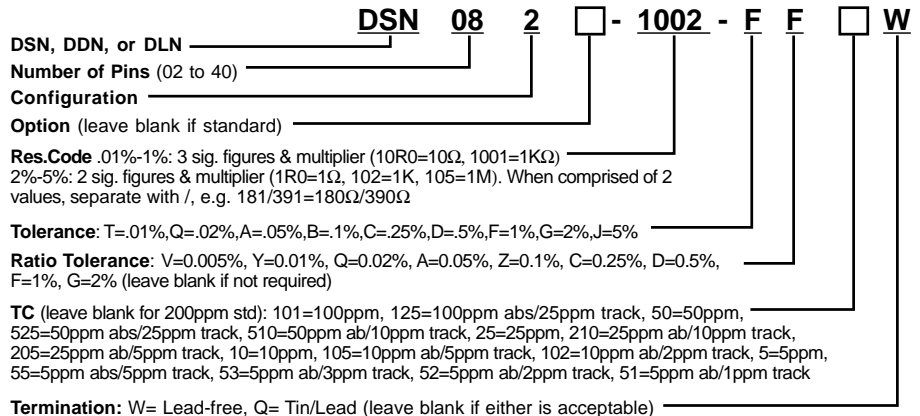 DSN 08 2 - 1002 - F F W
DSN, DDN, or DLN
Number of Pins (02 to 40)
Configuration
Option (leave blank if standard)
Res.Code .01%-1%: 3 sig. figures & multiplier (10R0=10Ω, 1001=1KΩ)
2%-5%: 2 sig. figures & multiplier (1R0=1Ω, 102=1K, 105=1M). When comprised of 2
values, separate with /, e.g. 181/391=180Ω/390Ω
Tolerance: T=.01%,Q=.02%,A=.05%,B=.1%,C=.25%,D=.5%,F=1%,G=2%,J=5%
Ratio Tolerance: V=0.005%, Y=0.01%, Q=0.02%, A=0.05%, Z=0.1%, C=0.25%, D=0.5%,
F=1%, G=2% (leave blank if not required)
TC (leave blank for 200ppm std): 101=100ppm, 125=100ppm abs/25ppm track, 50=50ppm,
525=50ppm abs/25ppm track, 510=50ppm ab/10ppm track, 25=25ppm, 210=25ppm ab/10ppm track,
205=25ppm ab/5ppm track, 10=10ppm, 105=10ppm ab/5ppm track, 102=10ppm ab/2ppm track, 5=5ppm,
55=5ppm abs/5ppm track, 53=5ppm ab/3ppm track, 52=5ppm ab/2ppm track, 51=5ppm ab/1ppm track
Termination: W= Lead-free, Q= Tin/Lead (leave blank if either is acceptable)